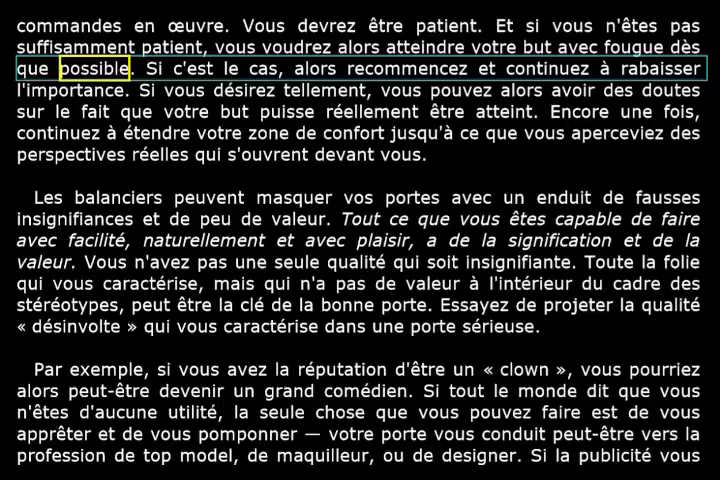 commandes en œuvre. Vous devrez être patient. Et si vous n'êtes pas
suffisamment patient, vous voudrez alors atteindre votre but avec fougue dès
que possible. Si c'est le cas, alors recommencez et continuez à rabaisser
l'importance. Si vous désirez tellement, vous pouvez alors avoir des doutes
sur le fait que votre but puisse réellement être atteint. Encore une fois,
continuez à étendre votre zone de confort jusqu'à ce que vous aperceviez des
perspectives réelles qui s'ouvrent devant vous.
Les balanciers peuvent masquer vos portes avec un enduit de fausses
insignifiances et de peu de valeur. Tout ce que vous êtes capable de faire
avec facilité, naturellement et avec plaisir, a de la signification et de la
valeur. Vous n'avez pas une seule qualité qui soit insignifiante. Toute la folie
qui vous caractérise, mais qui n'a pas de valeur à l'intérieur du cadre des
stéréotypes, peut être la clé de la bonne porte. Essayez de projeter la qualité
« désinvolte » qui vous caractérise dans une porte sérieuse.
Par exemple, si vous avez la réputation d'être un « clown », vous pourriez
alors peut-être devenir un grand comédien. Si tout le monde dit que vous
n'êtes d'aucune utilité, la seule chose que vous pouvez faire est de vous
apprêter et de vous pomponner — votre porte vous conduit peut-être vers la
profession de top model, de maquilleur, ou de designer. Si la publicité vous